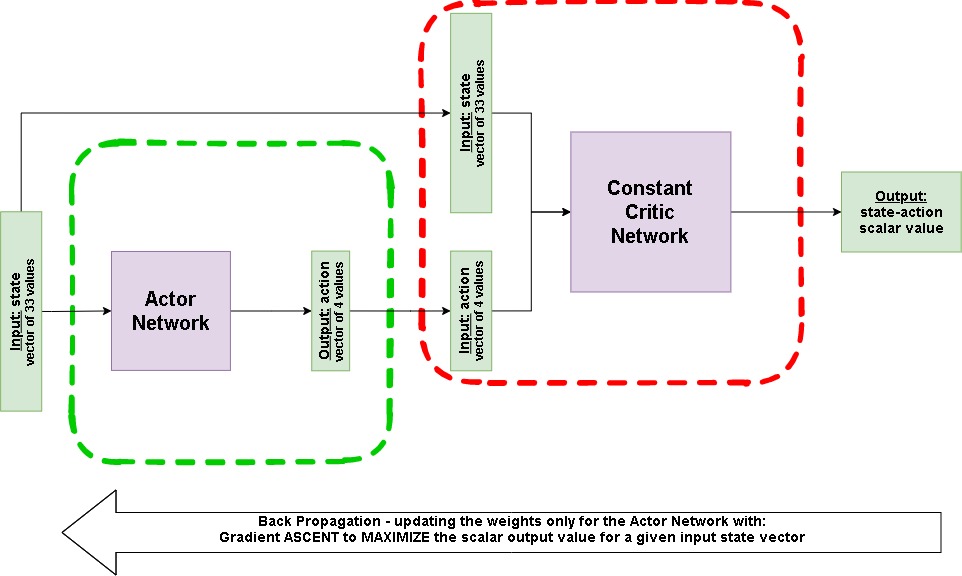 Input: state
vector of 33 values
Actor
Network
Output: action
vector of 4 values
Input: state
vector of 33 values
Input: action
vector of 4 values
Constant
Critic
Network
Output:
state-action
scalar value
Back Propagation - updating the weights only for the Actor Network with:
Gradient ASCENT to MAXIMIZE the scalar output value for a given input state vector